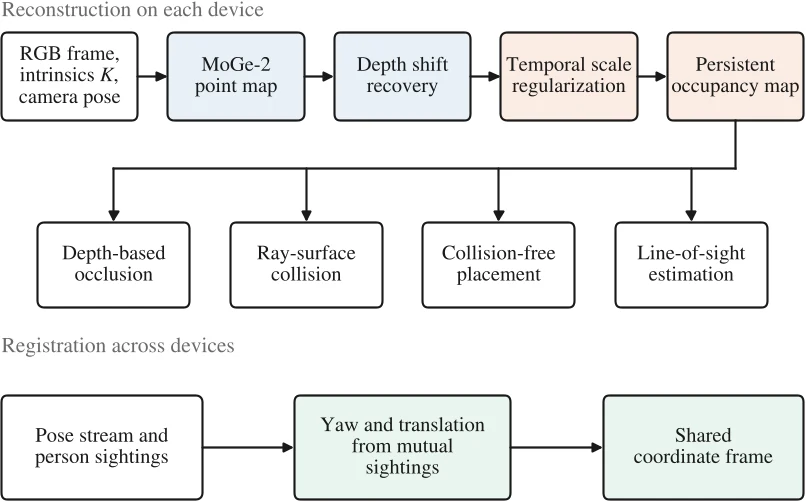 Reconstruction on each device
RGB frame,
intrinsics K,
camera pose
MoGe-2
point map
Depth shift
recovery
Temporal scale
regularization
Persistent
occupancy map
Depth-based
occlusion
Ray-surface
collision
Collision-free
placement
Line-of-sight
estimation
Registration across devices
Pose stream and
person sightings
Yaw and translation
from mutual
sightings
Shared
coordinate frame